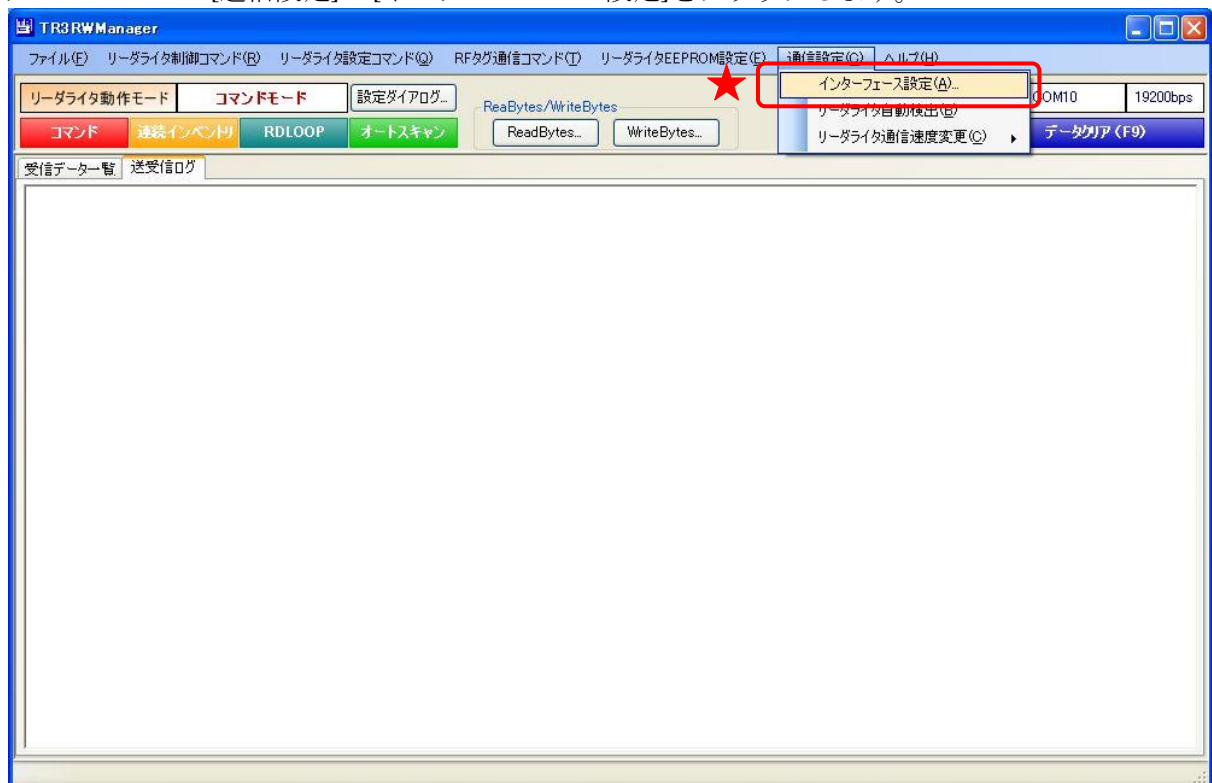 TR3RWManager
ファイル(F) リーダライタ制御コマンド(R) リーダライタ設定コマンド(Q) RFタグ通信コマンド(T) リーダライタEEPROM設定(E) 通信設定(C) ヘルプ(H)
リーダライタ動作モード コマンドモード 設定ダイアログ... ReaBytes/WriteBytes インターフェース設定(A)... COM10 19200bps
コマンド 連続インベントリ RDLOOP オートスキャン ReadBytes... WriteBytes... リーダライタ自動検出(B)
リーダライタ通信速度変更(C) データクリア(F9)
受信データ一覧 送受信ログ